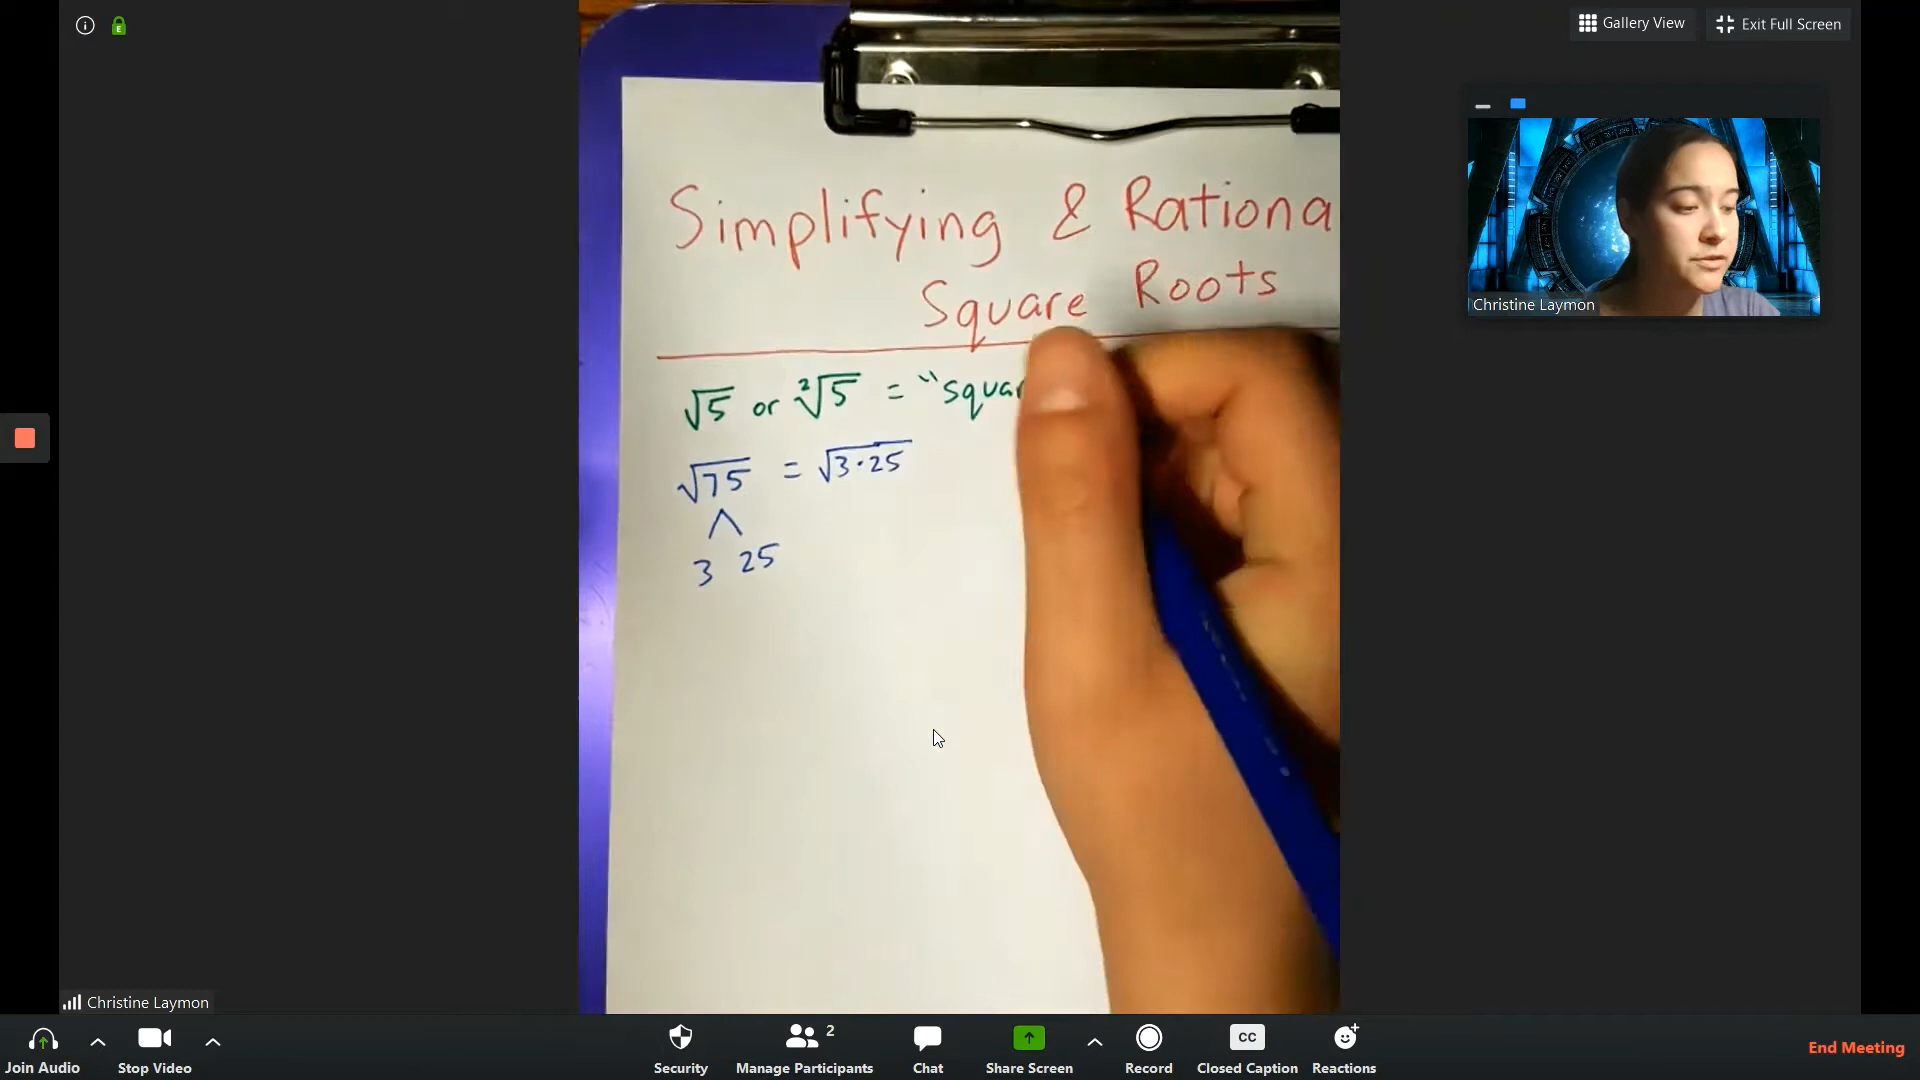 Gallery View
Exit Full Screen
E
Simplifying & Rationa
Square Roots
√5 or ²√5 = "squar
√75 = √3·25
3 25
Christine Laymon
Christine Laymon
2
Join Audio
Stop Video
Security
Manage Participants
Chat
Share Screen
Record
CC
Closed Caption
Reactions
End Meeting